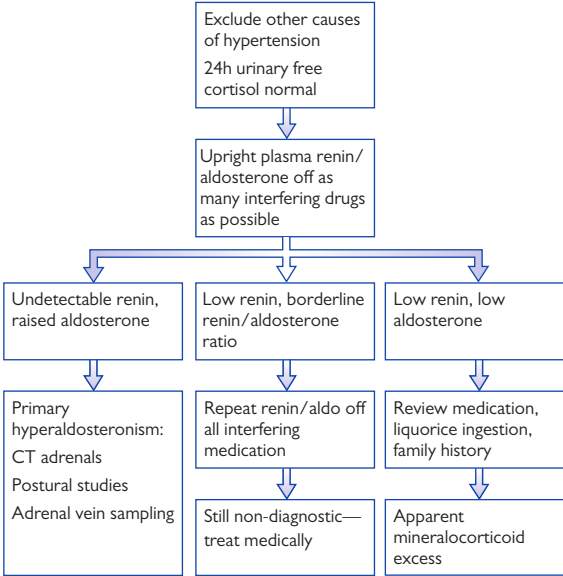 Exclude other causes
of hypertension
24h urinary free
cortisol normal
Upright plasma renin/
aldosterone off as
many interfering drugs
as possible
Undetectable renin,
raised aldosterone
Low renin, borderline
renin/aldosterone
ratio
Low renin, low
aldosterone
Primary
hyperaldosteronism:
CT adrenals
Postural studies
Adrenal vein sampling
Repeat renin/aldo off
all interfering
medication
Review medication,
liquorice ingestion,
family history
Still non-diagnostic—
treat medically
Apparent
mineralocorticoid
excess